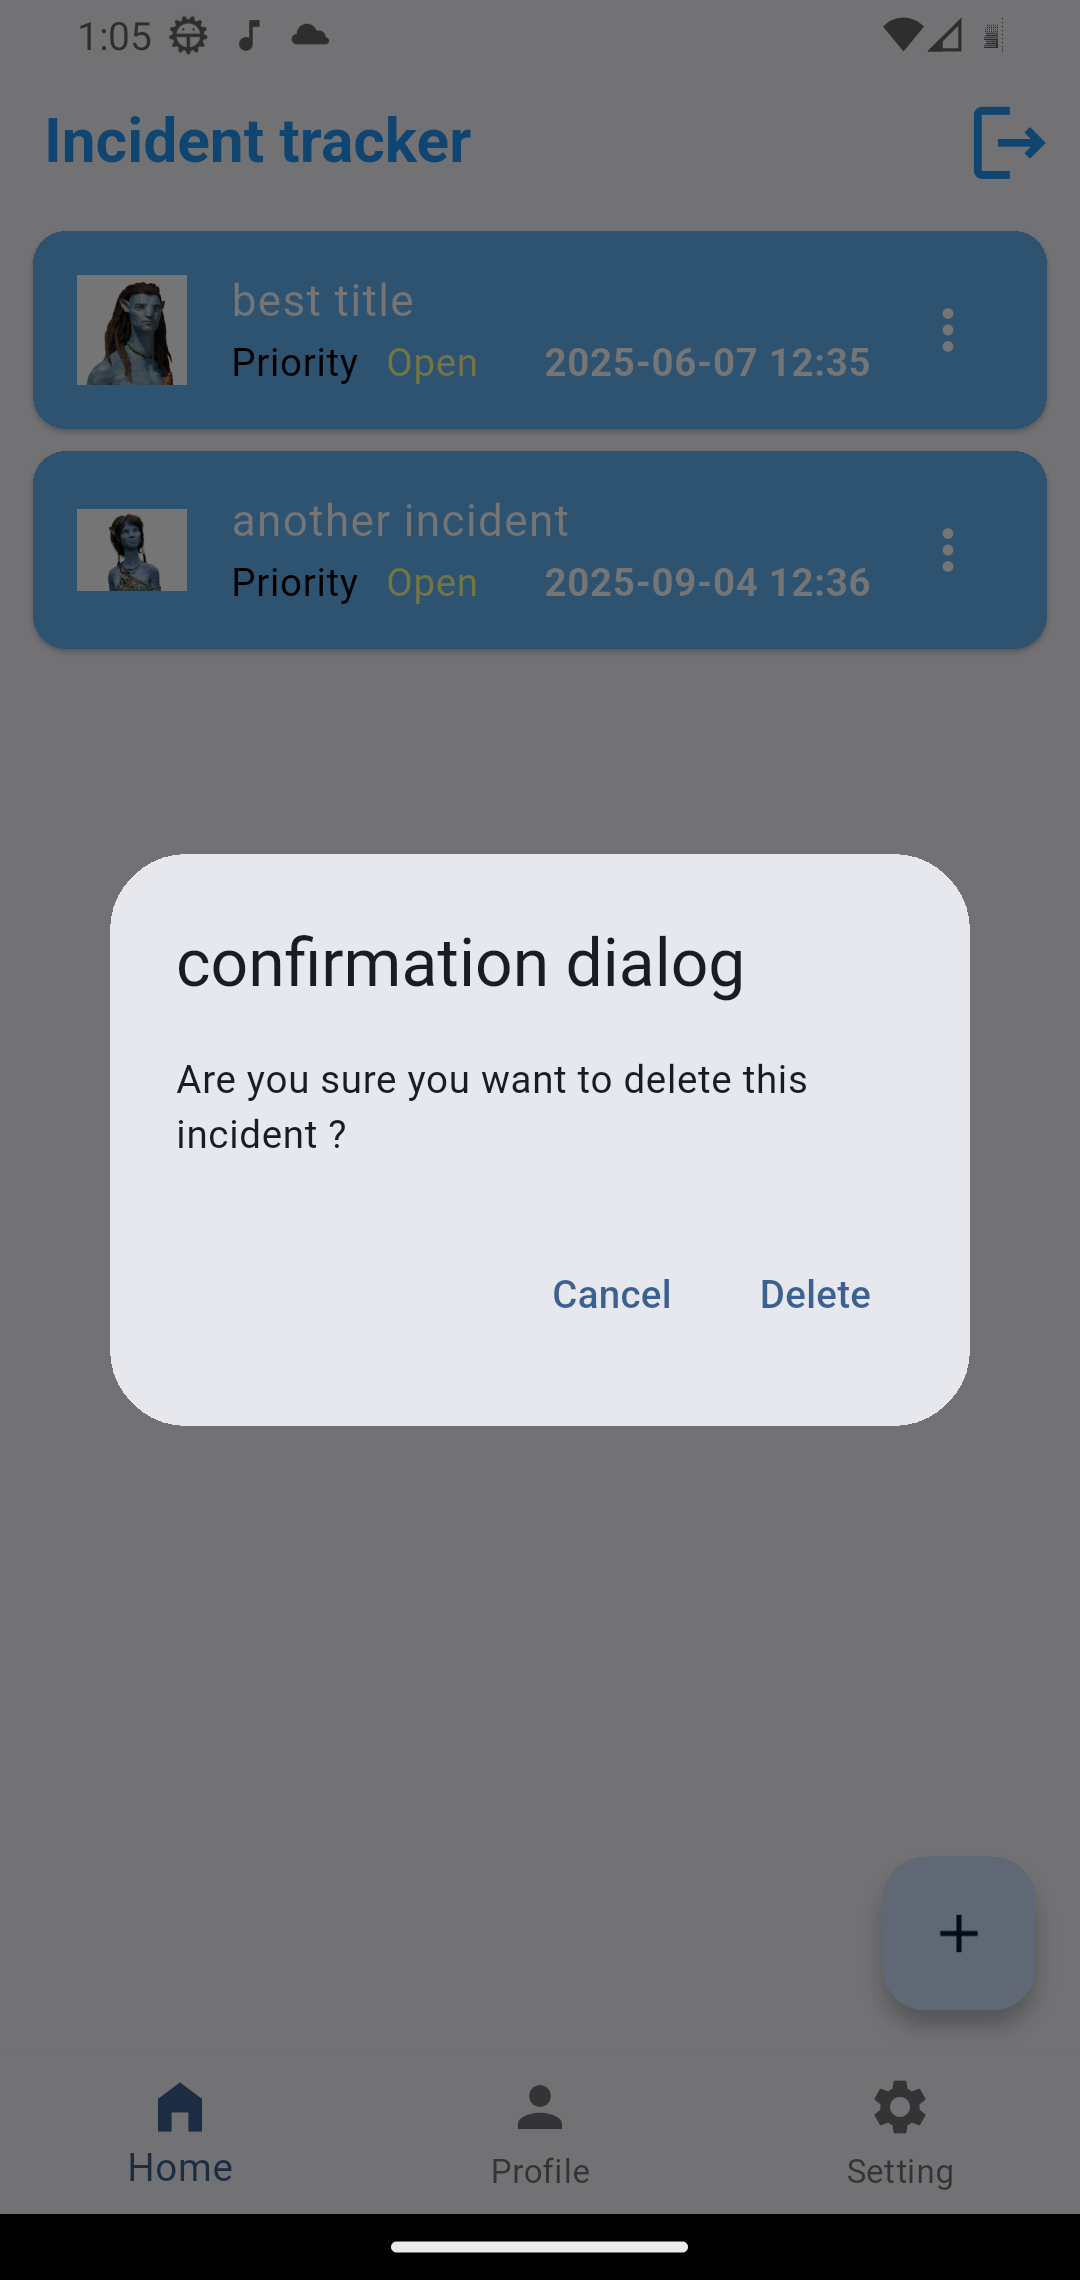 1:05
Incident tracker
best title
Priority Open 2025-06-07 12:35
another incident
Priority Open 2025-09-04 12:36
confirmation dialog
Are you sure you want to delete this
incident ?
Cancel Delete
Home Profile Setting